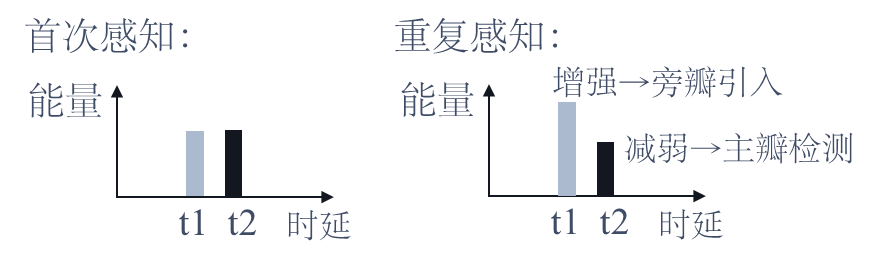 首次感知:
能量
t1 t2 时延
重复感知:
能量
增强→旁瓣引入
减弱→主瓣检测
t1 t2 时延